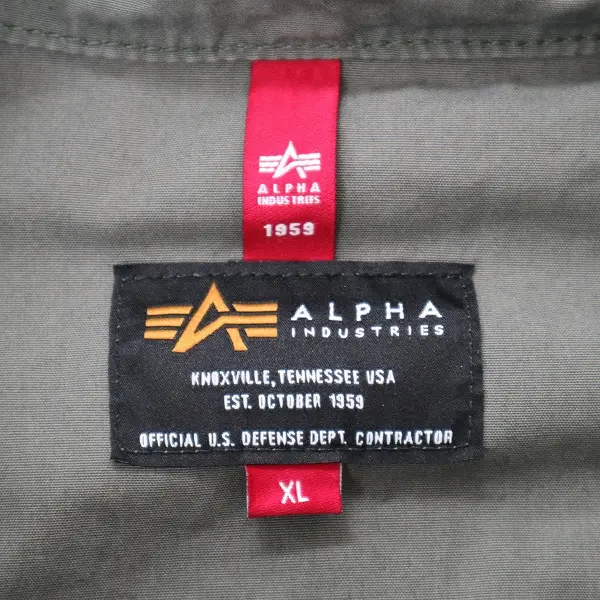 ALPHA
INDUSTRIES
1959
ALPHA
INDUSTRIES
KNOXVILLE, TENNESSEE USA
EST. OCTOBER 1959
OFFICIAL U.S. DEFENSE DEPT. CONTRACTOR
XL